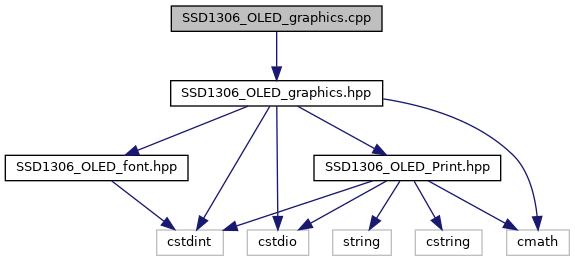 SSD1306_OLED_graphics.cpp
SSD1306_OLED_graphics.hpp
SSD1306_OLED_font.hpp
SSD1306_OLED_Print.hpp
cstdint
cstdio
string
cstring
cmath